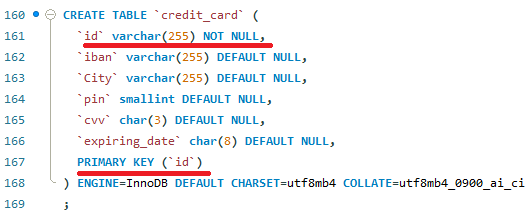 160 CREATE TABLE `credit_card` (
161 `id` varchar(255) NOT NULL,
162 `iban` varchar(255) DEFAULT NULL,
163 `City` varchar(255) DEFAULT NULL,
164 `pin` smallint DEFAULT NULL,
165 `cvv` char(3) DEFAULT NULL,
166 `expiring_date` char(8) DEFAULT NULL,
167 PRIMARY KEY (`id`)
168 ) ENGINE=InnoDB DEFAULT CHARSET=utf8mb4 COLLATE=utf8mb4_0900_ai_ci
169 ;